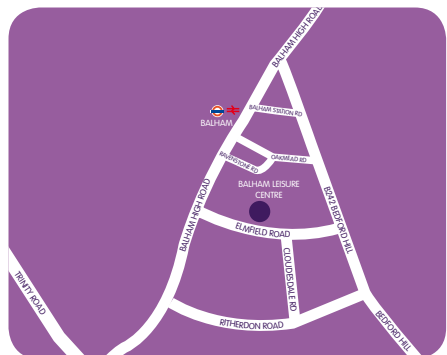 BALHAM HIGH ROAD
BALHAM STATION RD
BALHAM
RAVENSTONE RD
OAKMEAD RD
BALHAM LEISURE
CENTRE
BALHAM HIGH ROAD
B242 BEDFORD HILL
ELMFIELD ROAD
CLOUDESDALE RD
TRINITY ROAD
RITHERDON ROAD
BEDFORD HILL